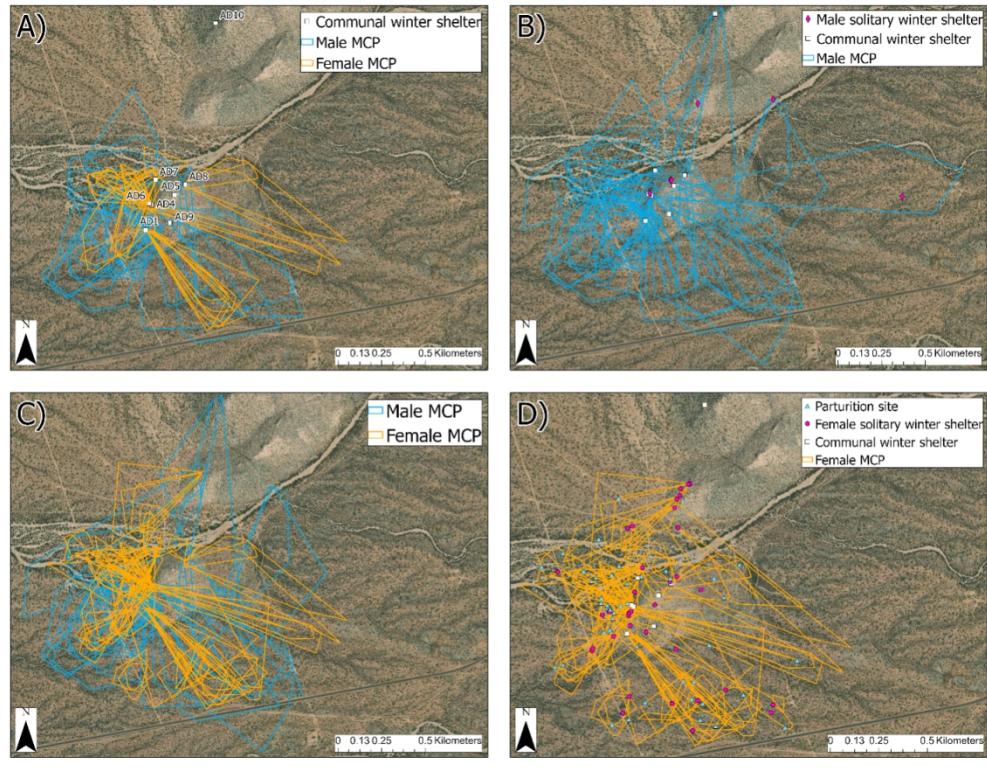 A)
AD10
Communal winter shelter
Male MCP
Female MCP
AD7
AD8
AD5
AD6
AD4
AD9
AD1
N
0 0.13 0.25 0.5 Kilometers
B)
Male solitary winter shelter
Communal winter shelter
Male MCP
N
0 0.13 0.25 0.5 Kilometers
C)
Male MCP
Female MCP
N
0 0.13 0.25 0.5 Kilometers
D)
Parturition site
Female solitary winter shelter
Communal winter shelter
Female MCP
N
0 0.13 0.25 0.5 Kilometers